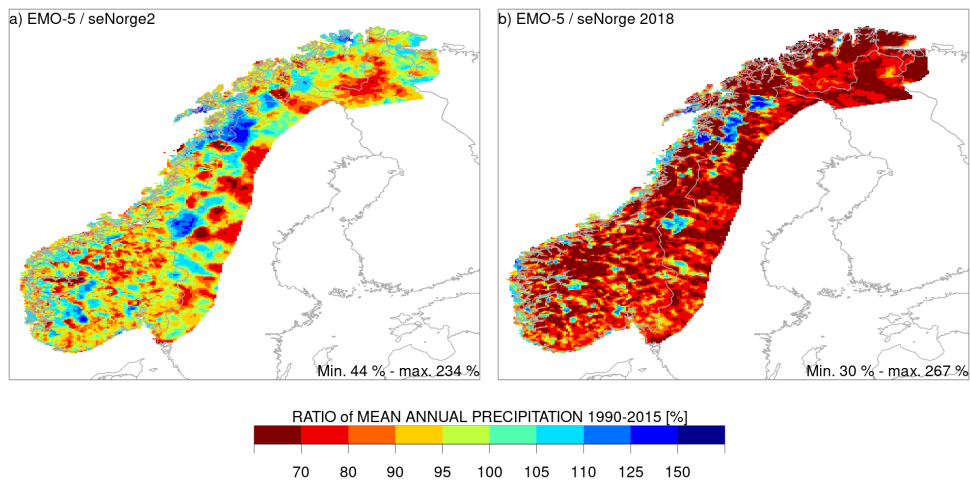 a) EMO-5 / seNorge2
b) EMO-5 / seNorge 2018
Min. 44 % - max. 234 %
Min. 30 % - max. 267 %
RATIO of MEAN ANNUAL PRECIPITATION 1990-2015 [%]
70 80 90 95 100 105 110 125 150